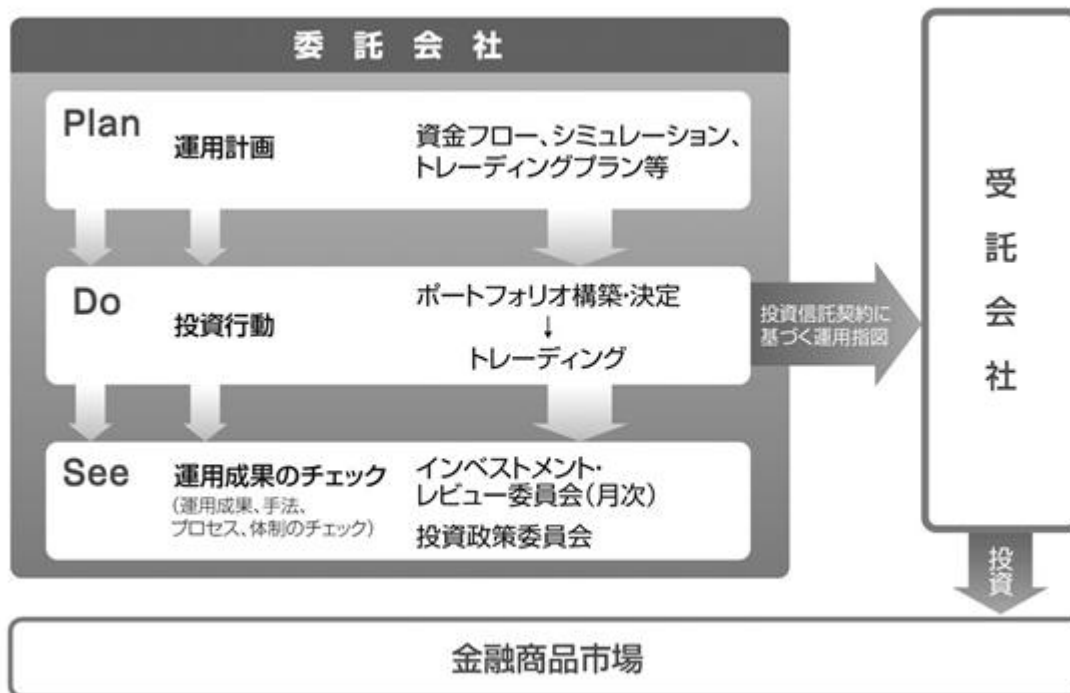 委託会社
Plan
運用計画
資金フロー、シミュレーション、
トレーディングプラン等
Do
投資行動
ポートフォリオ構築・決定
↓
トレーディング
投資信託契約に
基づく運用指図
See
運用成果のチェック
(運用成果、手法、
プロセス、体制のチェック)
インベストメント・
レビュー委員会(月次)
投資政策委員会
受託会社
投資
金融商品市場